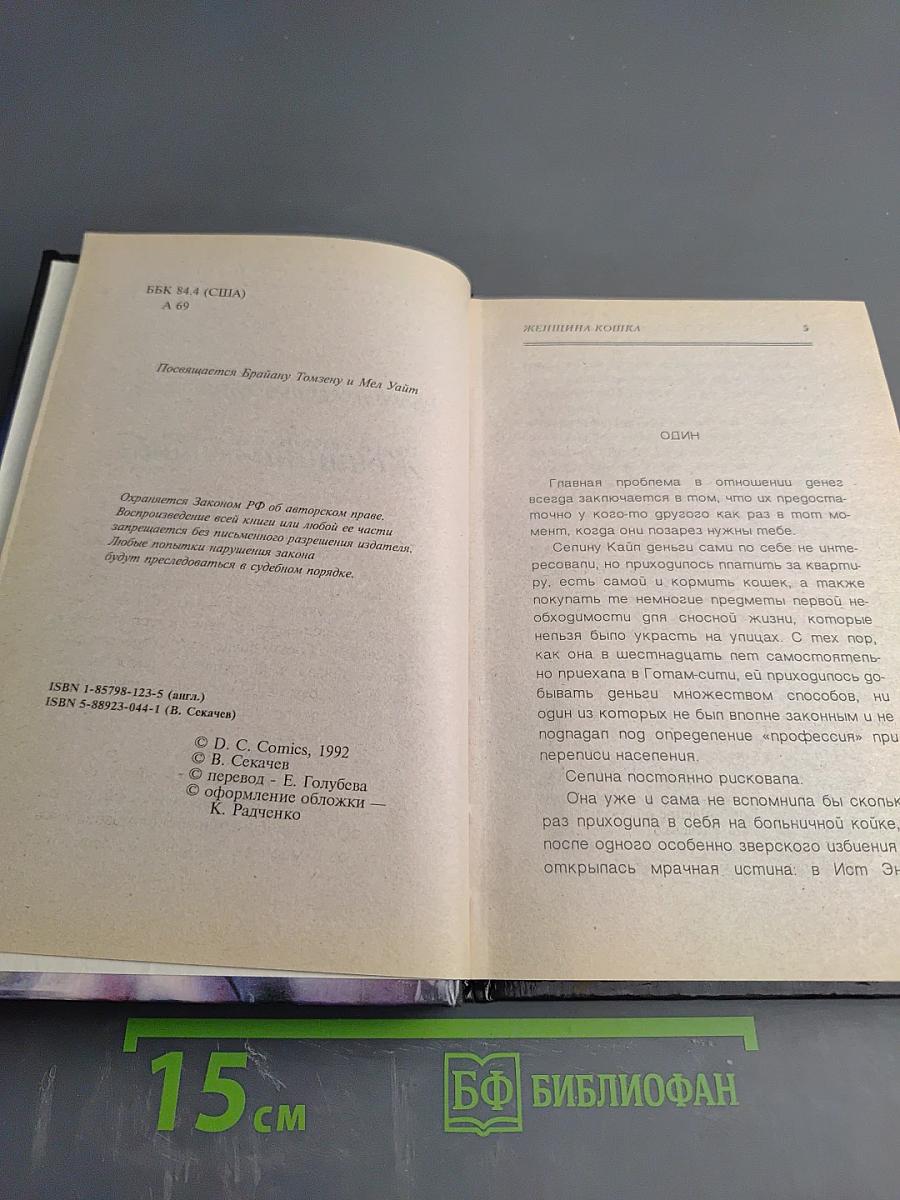 ББК 84.4 (США)
А 69
Посвящается Брайану Томзену и Мел Уайт
Охраняется Законом РФ об авторском праве.
Воспроизведение всей книги или любой ее части
запрещается без письменного разрешения издателя.
Любые попытки нарушения закона
будут преследоваться в судебном порядке.
ISBN 1-85798-123-5 (англ.)
ISBN 5-88923-044-1 (В. Секачев)
© D. C. Comics, 1992
© В. Секачев
© перевод - Е. Голубева
© оформление обложки —
К. Радченко
ЖЕНЩИНА-КОШКА 5
ОДИН
Главная проблема в отношении денег -
всегда заключается в том, что их предоста-
точно у кого-то другого как раз в тот мо-
мент, когда они позарез нужны тебе.
Селину Кайл деньги сами по себе не инте-
ресовали, но приходилось платить за кварти-
ру, есть самой и кормить кошек, а также
покупать те немногие предметы первой не-
обходимости для сносной жизни, которые
нельзя было украсть на улицах. С тех пор,
как она в шестнадцать лет самостоятель-
но приехала в Готам-сити, ей приходилось до-
бывать деньги множеством способов, ни
один из которых не был вполне законным и не
подпадал под определение «профессия» при
переписи населения.
Селина постоянно рисковала.
Она уже и сама не вспомнила бы сколько
раз приходила в себя на больничной койке,
после одного особенно зверского избиения
открылась мрачная истина: в Ист Эн
15 см
БФ БИБЛИОФАН